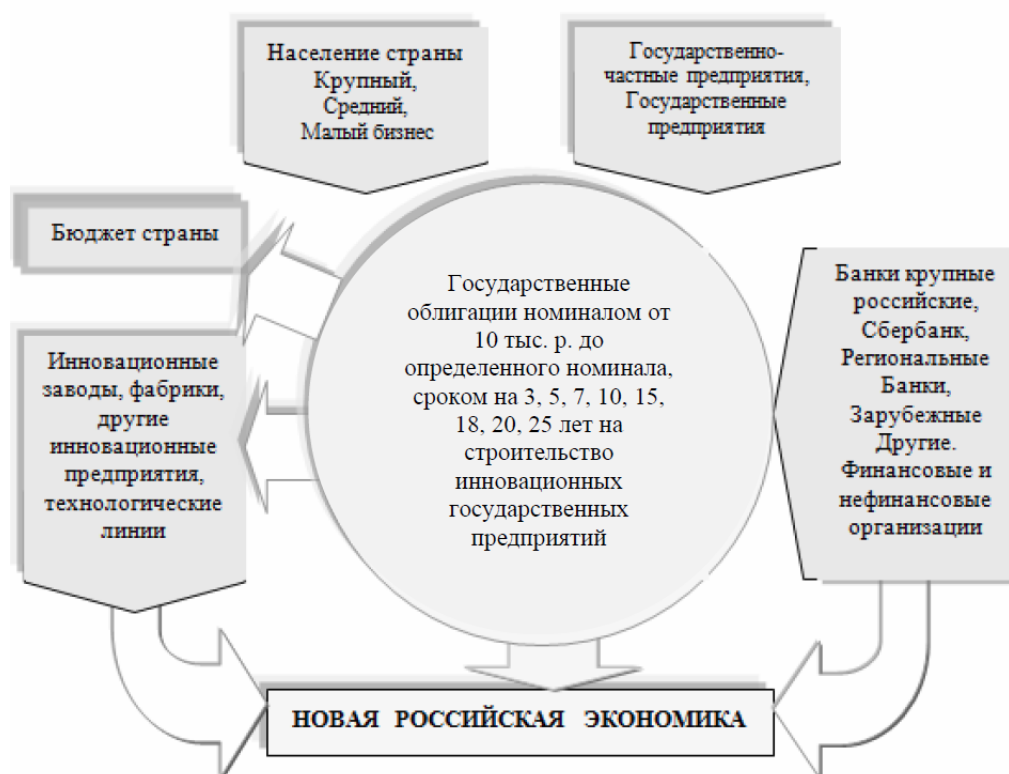 Население страны
Крупный,
Средний,
Малый бизнес
Государственно-
частные предприятия,
Государственные
предприятия
Бюджет страны
Инновационные
заводы, фабрики,
другие
инновационные
предприятия,
технологические
линии
Государственные
облигации номиналом от
10 тыс. р. до
определенного номинала,
сроком на 3, 5, 7, 10, 15,
18, 20, 25 лет на
строительство
инновационных
государственных
предприятий
Банки крупные
российские,
Сбербанк,
Региональные
Банки,
Зарубежные
Другие.
Финансовые и
нефинансовые
организации
НОВАЯ РОССИЙСКАЯ ЭКОНОМИКА